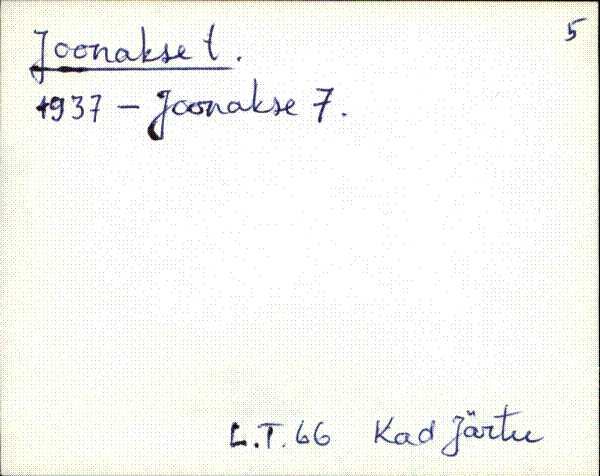 5
Joonakse t.
1937 – Joonakse 7.
L.T. 66 Kad Järtu